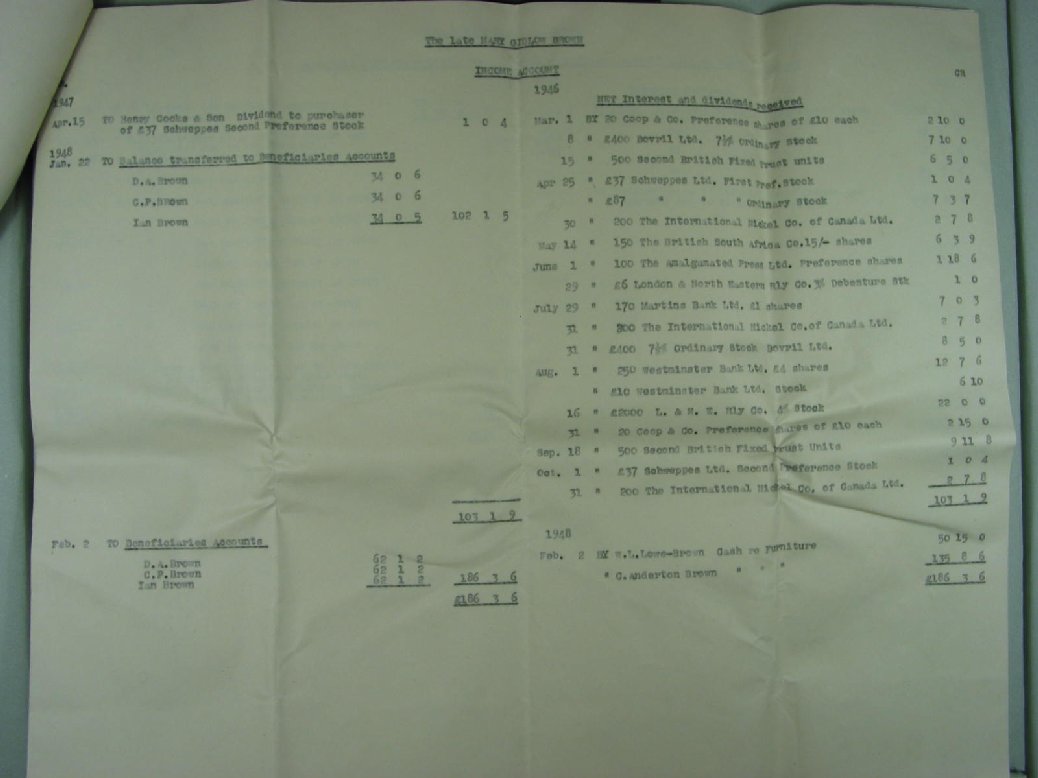 The late MARY BROWN
INCOME ACCOUNT
CR
1947
Apr.15 TO Henry Cocks & Son Dividend to purchaser
of £37 Schweppes Second Preference Stock 1 0 4
1948
Jan. 22 TO Balance transferred to Beneficiaries Accounts
D.A.Brown 34 0 6
G.P.Brown 34 0 6
Ian Brown 34 0 5 102 1 5
103 1 9
Feb. 2 TO Beneficiaries Accounts
D.A.Brown 62 1 2
G.P.Brown 62 1 2
Ian Brown 62 1 2 186 3 6
£186 3 6
1946
NET Interest and dividends received
Mar. 1 BY 20 Coop & Co. Preference shares of £10 each 2 10 0
8 " £400 Bovril Ltd. 7½% Ordinary stock 7 10 0
15 " 500 Second British Fixed Trust units 6 5 0
Apr 25 " £37 Schweppes Ltd. First Pref.Stock 1 0 4
" £87 " " " Ordinary Stock 7 3 7
30 " 200 The International Nickel Co. of Canada Ltd. 2 7 8
May 14 " 150 The British South Africa Co.15/- shares 6 3 9
June 1 " 100 The Amalgamated Press Ltd. Preference shares 1 18 6
29 " £6 London & North Eastern Rly Co.3% Debenture Stk 1 0
July 29 " 170 Martins Bank Ltd. £1 shares 7 0 3
31 " 200 The International Nickel Co.of Canada Ltd. 2 7 8
31 " £400 7½% Ordinary Stock Bovril Ltd. 8 5 0
Aug. 1 " 250 Westminster Bank Ltd. £4 shares 12 7 6
" £10 Westminster Bank Ltd. Stock 6 10
16 " £2000 L. & N. E. Rly Co. 4% Stock 22 0 0
31 " 20 Coop & Co. Preference shares of £10 each 2 15 0
Sep. 18 " 500 Second British Fixed Trust Units 9 11 8
Oct. 1 " £37 Schweppes Ltd. Second Preference Stock 1 0 4
31 " 200 The International Nickel Co. of Canada Ltd. 2 7 8
103 1 9
1948
Feb. 2 BY W.L.Lowe-Brown Cash re Furniture 50 15 0
" C.Anderton Brown " " " 135 8 6
£186 3 6